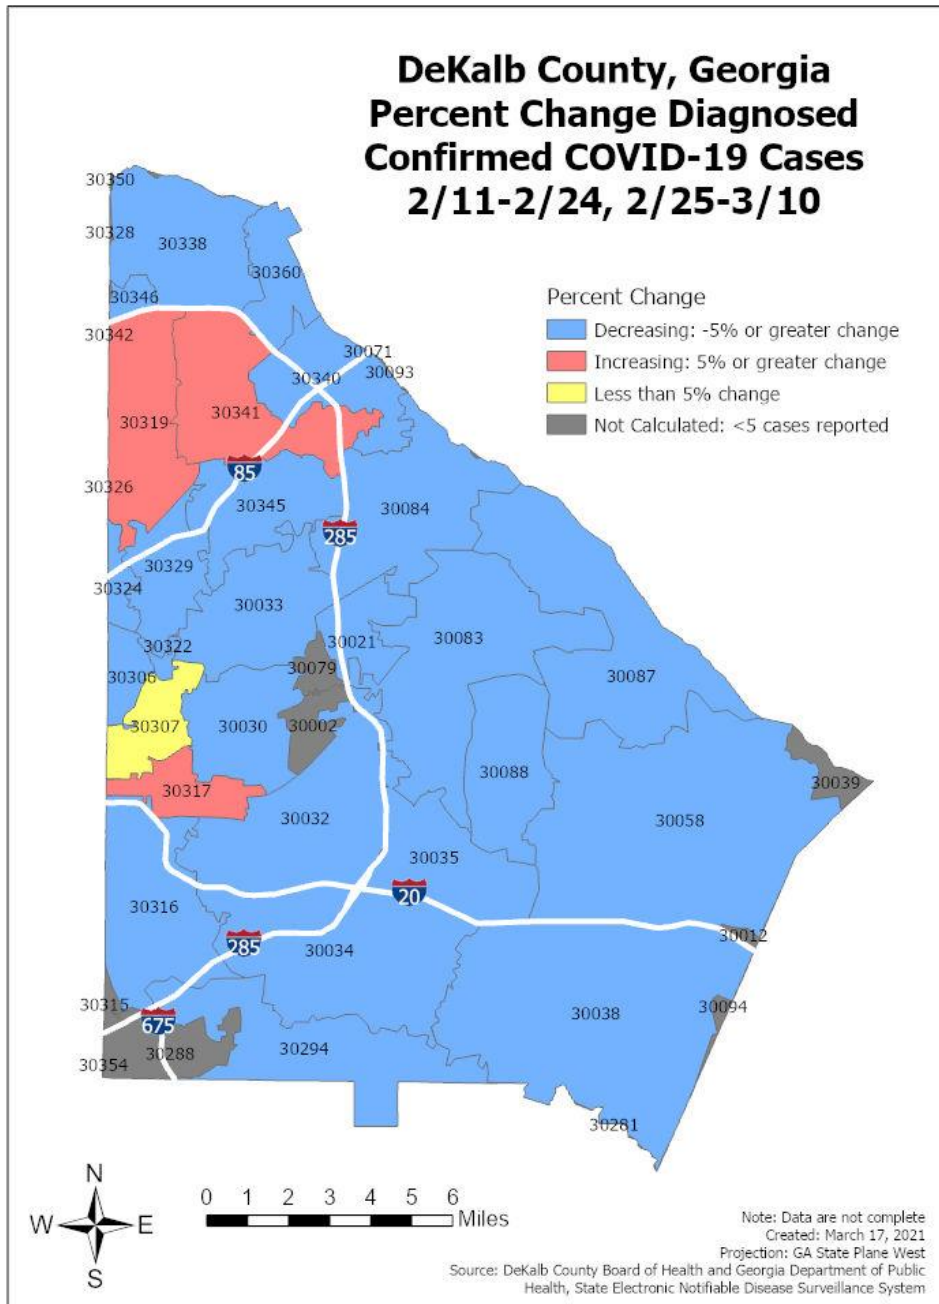 DeKalb County, Georgia
Percent Change Diagnosed
Confirmed COVID-19 Cases
2/11-2/24, 2/25-3/10
30350
30328
30338
30360
30346
30342
Percent Change
Decreasing: -5% or greater change
Increasing: 5% or greater change
Less than 5% change
Not Calculated: <5 cases reported
30071
30093
30340
30341
30319
85
30326
30345
30084
285
30329
30324
30033
30322
30021
30083
30079
30306
30087
30307
30030
30002
30088
30039
30317
30032
30058
30035
20
30316
285
30034
30012
30315
675
30094
30038
30354
30288
30294
30281
N
W
E
S
0 1 2 3 4 5 6
Miles
Note: Data are not complete
Created: March 17, 2021
Projection: GA State Plane West
Source: DeKalb County Board of Health and Georgia Department of Public
Health, State Electronic Notifiable Disease Surveillance System